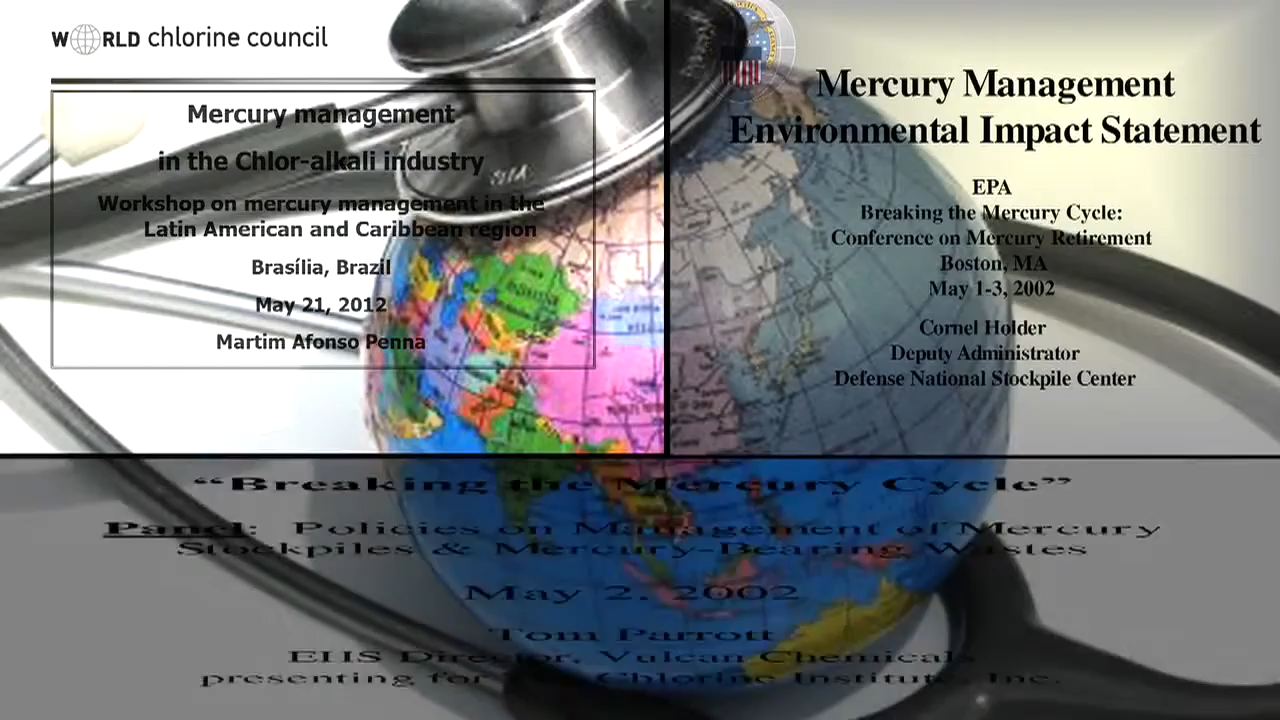 WORLD chlorine council
Mercury management
in the Chlor-alkali industry
Workshop on mercury management in the
Latin American and Caribbean region
Brasília, Brazil
May 21, 2012
Martim Afonso Penna
Mercury Management
Environmental Impact Statement
EPA
Breaking the Mercury Cycle:
Conference on Mercury Retirement
Boston, MA
May 1-3, 2002
Cornel Holder
Deputy Administrator
Defense National Stockpile Center
“Breaking the Mercury Cycle”
Panel: Policies on Management of Mercury
Stockpiles & Mercury-Bearing Wastes
May 2, 2002
Tom Parrott
Director, Vulcan Chemicals
presenting for The Chlorine Institute, Inc.